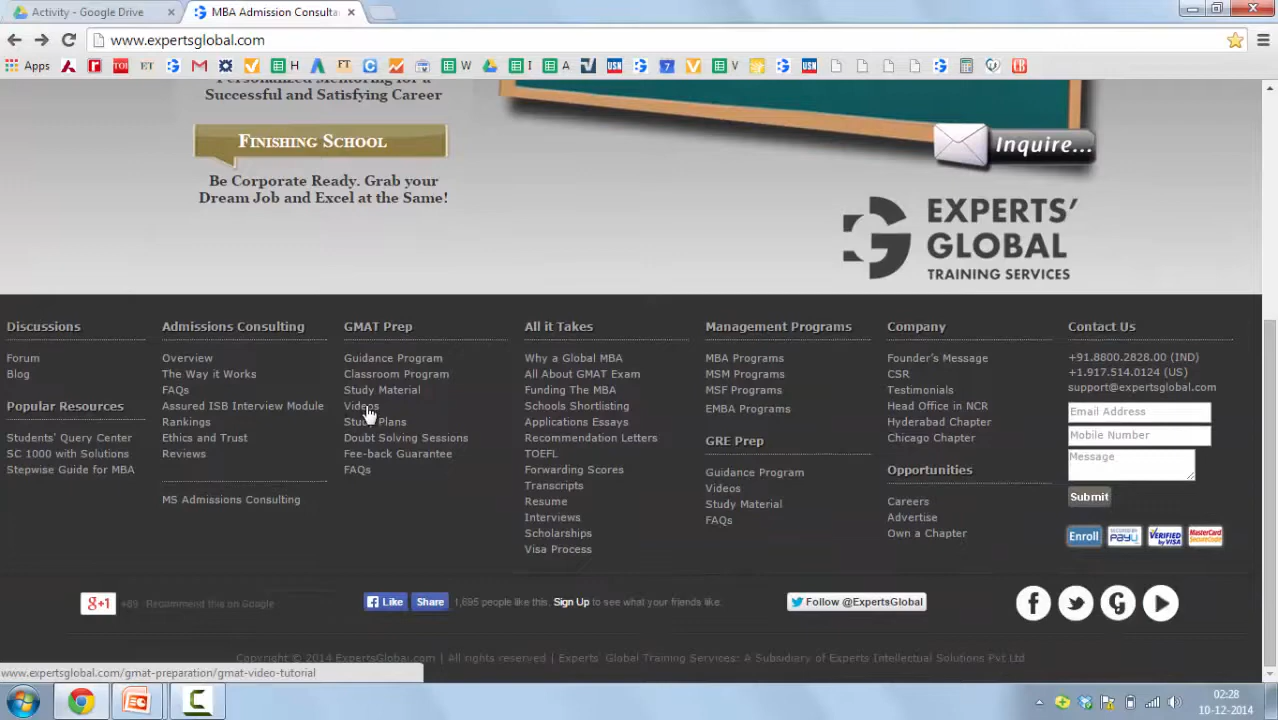 Activity - Google Drive
MBA Admission Consulta
www.expertsglobal.com
Apps
TOI
ET
H
FT
C
W
I
A
USN
7
V
USN
Personalized Mentoring for a
Successful and Satisfying Career
Finishing School
Be Corporate Ready. Grab your
Dream Job and Excel at the Same!
Inquire...
EXPERTS’
GLOBAL
TRAINING SERVICES
Discussions
Forum
Blog
Popular Resources
Students' Query Center
SC 1000 with Solutions
Stepwise Guide for MBA
Admissions Consulting
Overview
The Way it Works
FAQs
Assured ISB Interview Module
Rankings
Ethics and Trust
Reviews
MS Admissions Consulting
GMAT Prep
Guidance Program
Classroom Program
Study Material
Videos
Study Plans
Doubt Solving Sessions
Fee-back Guarantee
FAQs
All it Takes
Why a Global MBA
All About GMAT Exam
Funding The MBA
Schools Shortlisting
Applications Essays
Recommendation Letters
TOEFL
Forwarding Scores
Transcripts
Resume
Interviews
Scholarships
Visa Process
Management Programs
MBA Programs
MSM Programs
MSF Programs
EMBA Programs
GRE Prep
Guidance Program
Videos
Study Material
FAQs
Company
Founder's Message
CSR
Testimonials
Head Office in NCR
Hyderabad Chapter
Chicago Chapter
Opportunities
Careers
Advertise
Own a Chapter
Contact Us
+91.8800.2828.00 (IND)
+1.917.514.0124 (US)
support@expertsglobal.com
Email Address
Mobile Number
Message
Submit
Enroll
PayU
VERIFIED by VISA
MasterCard SecureCode
g+1 +89 Recommend this on Google
Like Share 1,695 people like this. Sign Up to see what your friends like.
Follow @ExpertsGlobal
Copyright © 2014 ExpertsGlobal.com | All rights reserved | Experts' Global Training Services: A Subsidiary of Experts Intellectual Solutions Pvt Ltd
www.expertsglobal.com/gmat-preparation/gmat-video-tutorial
02:28
10-12-2014